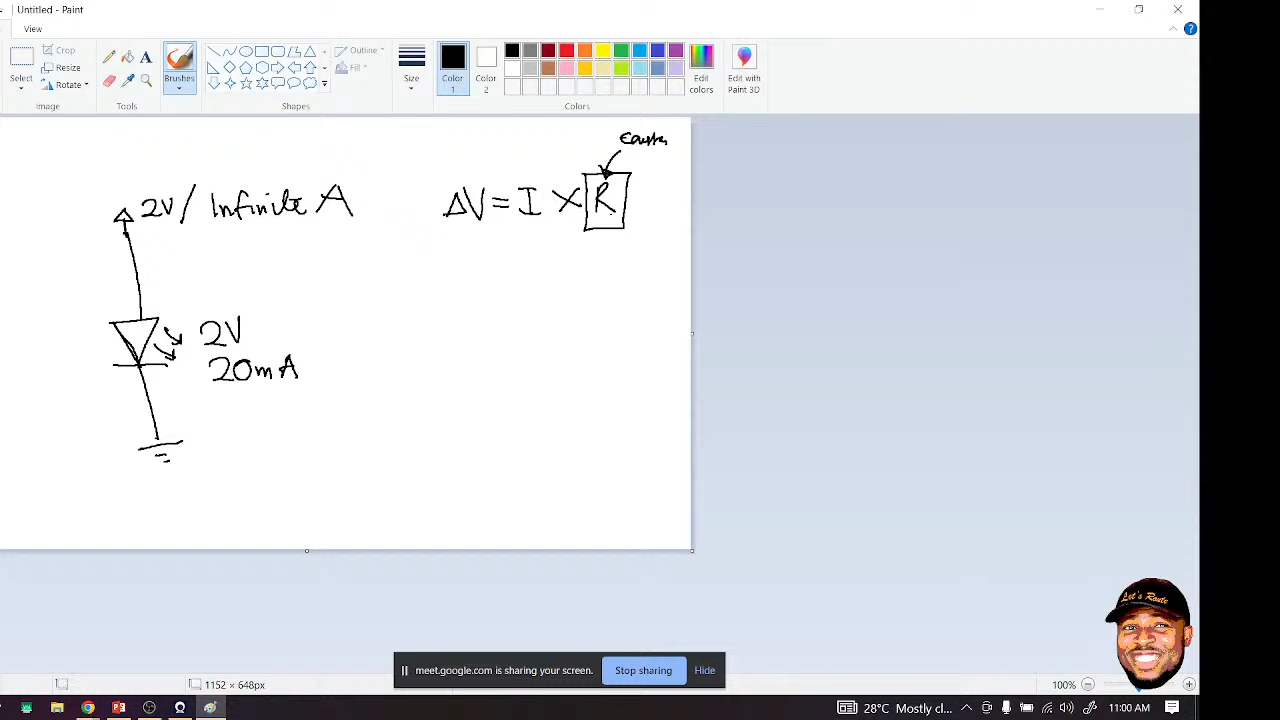 Untitled - Paint
View
Select
Crop
Resize
Rotate
Image
Tools
Brushes
Shapes
Outline
Fill
Size
Color 1
Color 2
Colors
Edit colors
Edit with Paint 3D
2V/ Infinite A
ΔV = I X R
2V
20mA
Let's Route
meet.google.com is sharing your screen.
Stop sharing
Hide
1152 × 648px
100%
28°C Mostly cl...
11:00 AM